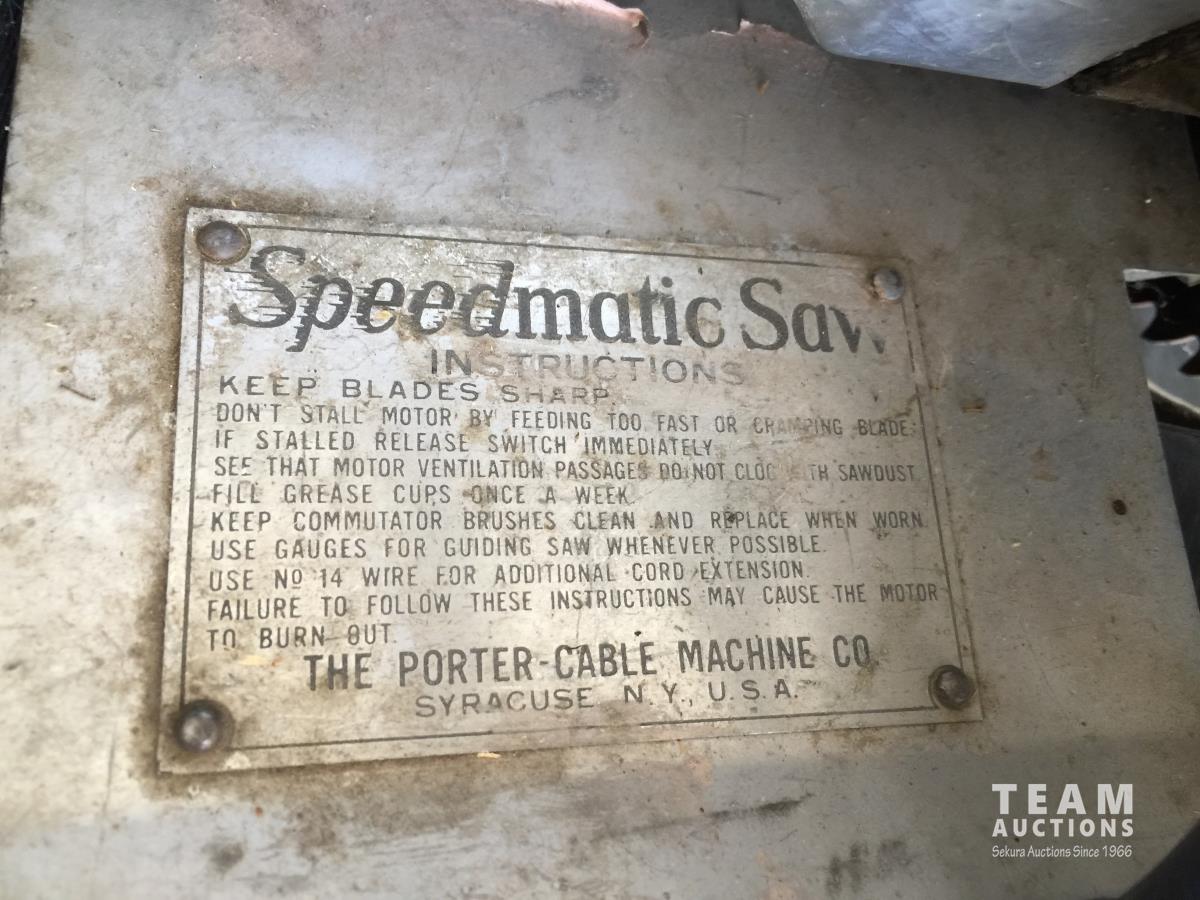 Speedmatic Saw
INSTRUCTIONS
KEEP BLADES SHARP.
DON'T STALL MOTOR BY FEEDING TOO FAST OR CRAMPING BLADE.
IF STALLED RELEASE SWITCH IMMEDIATELY.
SEE THAT MOTOR VENTILATION PASSAGES DO NOT CLOG WITH SAWDUST.
FILL GREASE CUPS ONCE A WEEK.
KEEP COMMUTATOR BRUSHES CLEAN AND REPLACE WHEN WORN.
USE GAUGES FOR GUIDING SAW WHENEVER POSSIBLE.
USE No 14 WIRE FOR ADDITIONAL CORD EXTENSION.
FAILURE TO FOLLOW THESE INSTRUCTIONS MAY CAUSE THE MOTOR
TO BURN OUT.
THE PORTER-CABLE MACHINE CO.
SYRACUSE N.Y., U.S.A.
TEAM
AUCTIONS
Sekura Auctions Since 1966